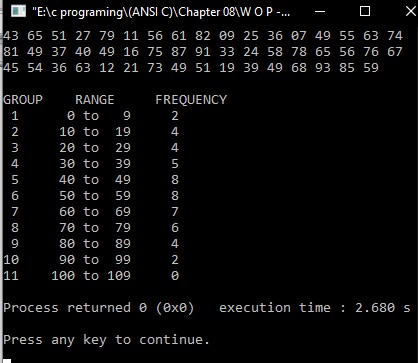 "E:\c programing\(ANSI C)\Chapter 08\W O P -...
43 65 51 27 79 11 56 61 82 09 25 36 07 49 55 63 74
81 49 37 40 49 16 75 87 91 33 24 58 78 65 56 76 67
45 54 36 63 12 21 73 49 51 19 39 49 68 93 85 59
GROUP RANGE FREQUENCY
1 0 to 9 2
2 10 to 19 4
3 20 to 29 4
4 30 to 39 5
5 40 to 49 8
6 50 to 59 8
7 60 to 69 7
8 70 to 79 6
9 80 to 89 4
10 90 to 99 2
11 100 to 109 0
Process returned 0 (0x0) execution time : 2.680 s
Press any key to continue.